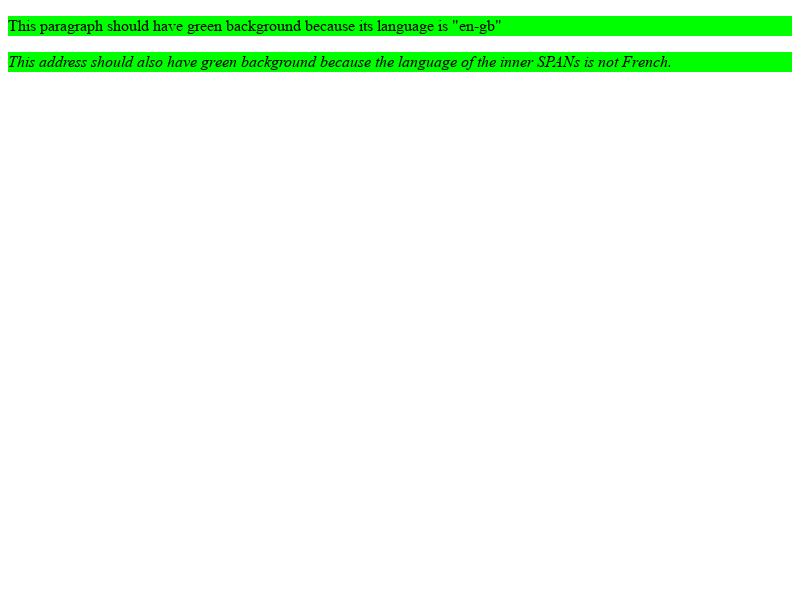 This paragraph should have green background because its language is "en-gb"
This address should also have green background because the language of the inner SPANs is not French.